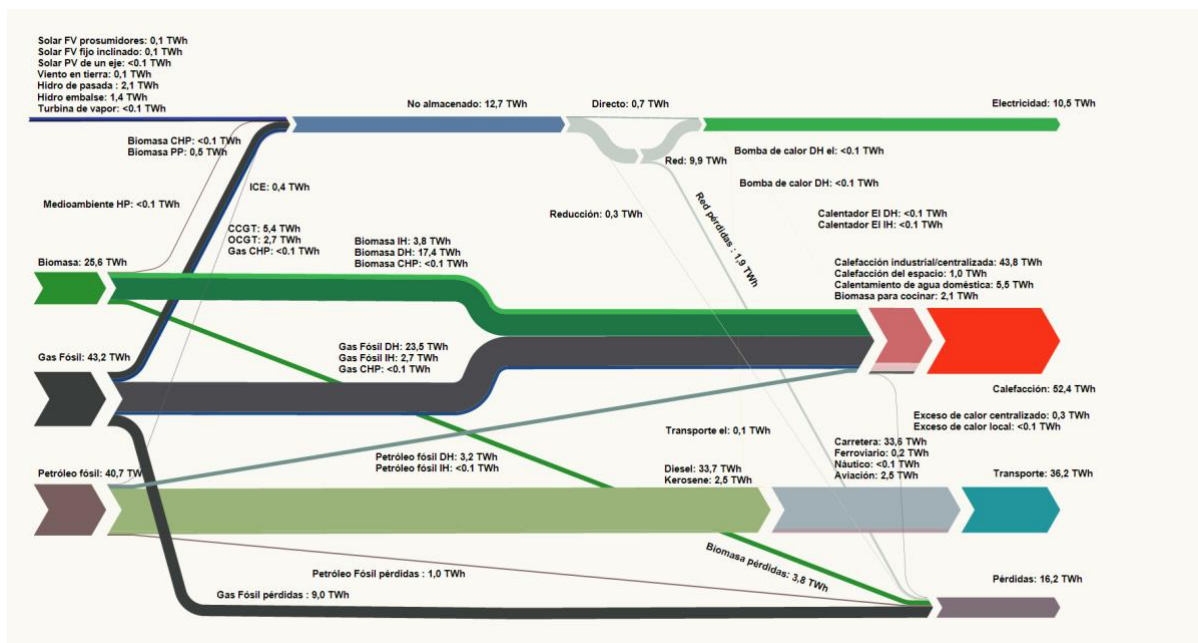 Solar FV prosumidores: 0,1 TWh
Solar FV fijo inclinado: 0,1 TWh
Solar PV de un eje: <0.1 TWh
Viento en tierra: 0,1 TWh
Hidro de pasada : 2,1 TWh
Hidro embalse: 1,4 TWh
Turbina de vapor: <0.1 TWh
No almacenado: 12,7 TWh
Directo: 0,7 TWh
Electricidad: 10,5 TWh
Biomasa CHP: <0.1 TWh
Biomasa PP: 0,5 TWh
Red: 9,9 TWh
Bomba de calor DH el: <0.1 TWh
ICE: 0,4 TWh
Bomba de calor DH: <0.1 TWh
Medioambiente HP: <0.1 TWh
Reducción: 0,3 TWh
Red pérdidas : 1,9 TWh
Calentador El DH: <0.1 TWh
Calentador El IH: <0.1 TWh
CCGT: 5,4 TWh
OCGT: 2,7 TWh
Gas CHP: <0.1 TWh
Biomasa IH: 3,8 TWh
Biomasa DH: 17,4 TWh
Biomasa CHP: <0.1 TWh
Biomasa: 25,6 TWh
Calefacción industrial/centralizada: 43,8 TWh
Calefacción del espacio: 1,0 TWh
Calentamiento de agua doméstica: 5,5 TWh
Biomasa para cocinar: 2,1 TWh
Gas Fósil: 43,2 TWh
Gas Fósil DH: 23,5 TWh
Gas Fósil IH: 2,7 TWh
Gas CHP: <0.1 TWh
Calefacción: 52,4 TWh
Exceso de calor centralizado: 0,3 TWh
Exceso de calor local: <0.1 TWh
Transporte el: 0,1 TWh
Carretera: 33,6 TWh
Ferroviario: 0,2 TWh
Náutico: <0.1 TWh
Aviación: 2,5 TWh
Petróleo fósil DH: 3,2 TWh
Petróleo fósil IH: <0.1 TWh
Diesel: 33,7 TWh
Kerosene: 2,5 TWh
Petróleo fósil: 40,7 TW
Transporte: 36,2 TWh
Biomasa pérdidas: 3,8 TWh
Petróleo Fósil pérdidas : 1,0 TWh
Pérdidas: 16,2 TWh
Gas Fósil pérdidas : 9,0 TWh